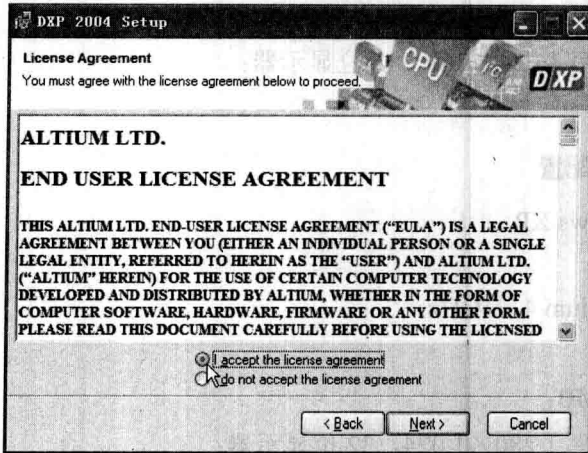 DXP 2004 Setup
License Agreement
You must agree with the license agreement below to proceed.
CPU
DXP
ALTIUM LTD.
END USER LICENSE AGREEMENT
THIS ALTIUM LTD. END-USER LICENSE AGREEMENT (“EULA”) IS A LEGAL
AGREEMENT BETWEEN YOU (EITHER AN INDIVIDUAL PERSON OR A SINGLE
LEGAL ENTITY, REFERRED TO HEREIN AS THE “USER”) AND ALTIUM LTD.
(“ALTIUM” HEREIN) FOR THE USE OF CERTAIN COMPUTER TECHNOLOGY
DEVELOPED AND DISTRIBUTED BY ALTIUM, WHETHER IN THE FORM OF
COMPUTER SOFTWARE, HARDWARE, FIRMWARE OR ANY OTHER FORM.
PLEASE READ THIS DOCUMENT CAREFULLY BEFORE USING THE LICENSED
I accept the license agreement
do not accept the license agreement
< Back
Next >
Cancel